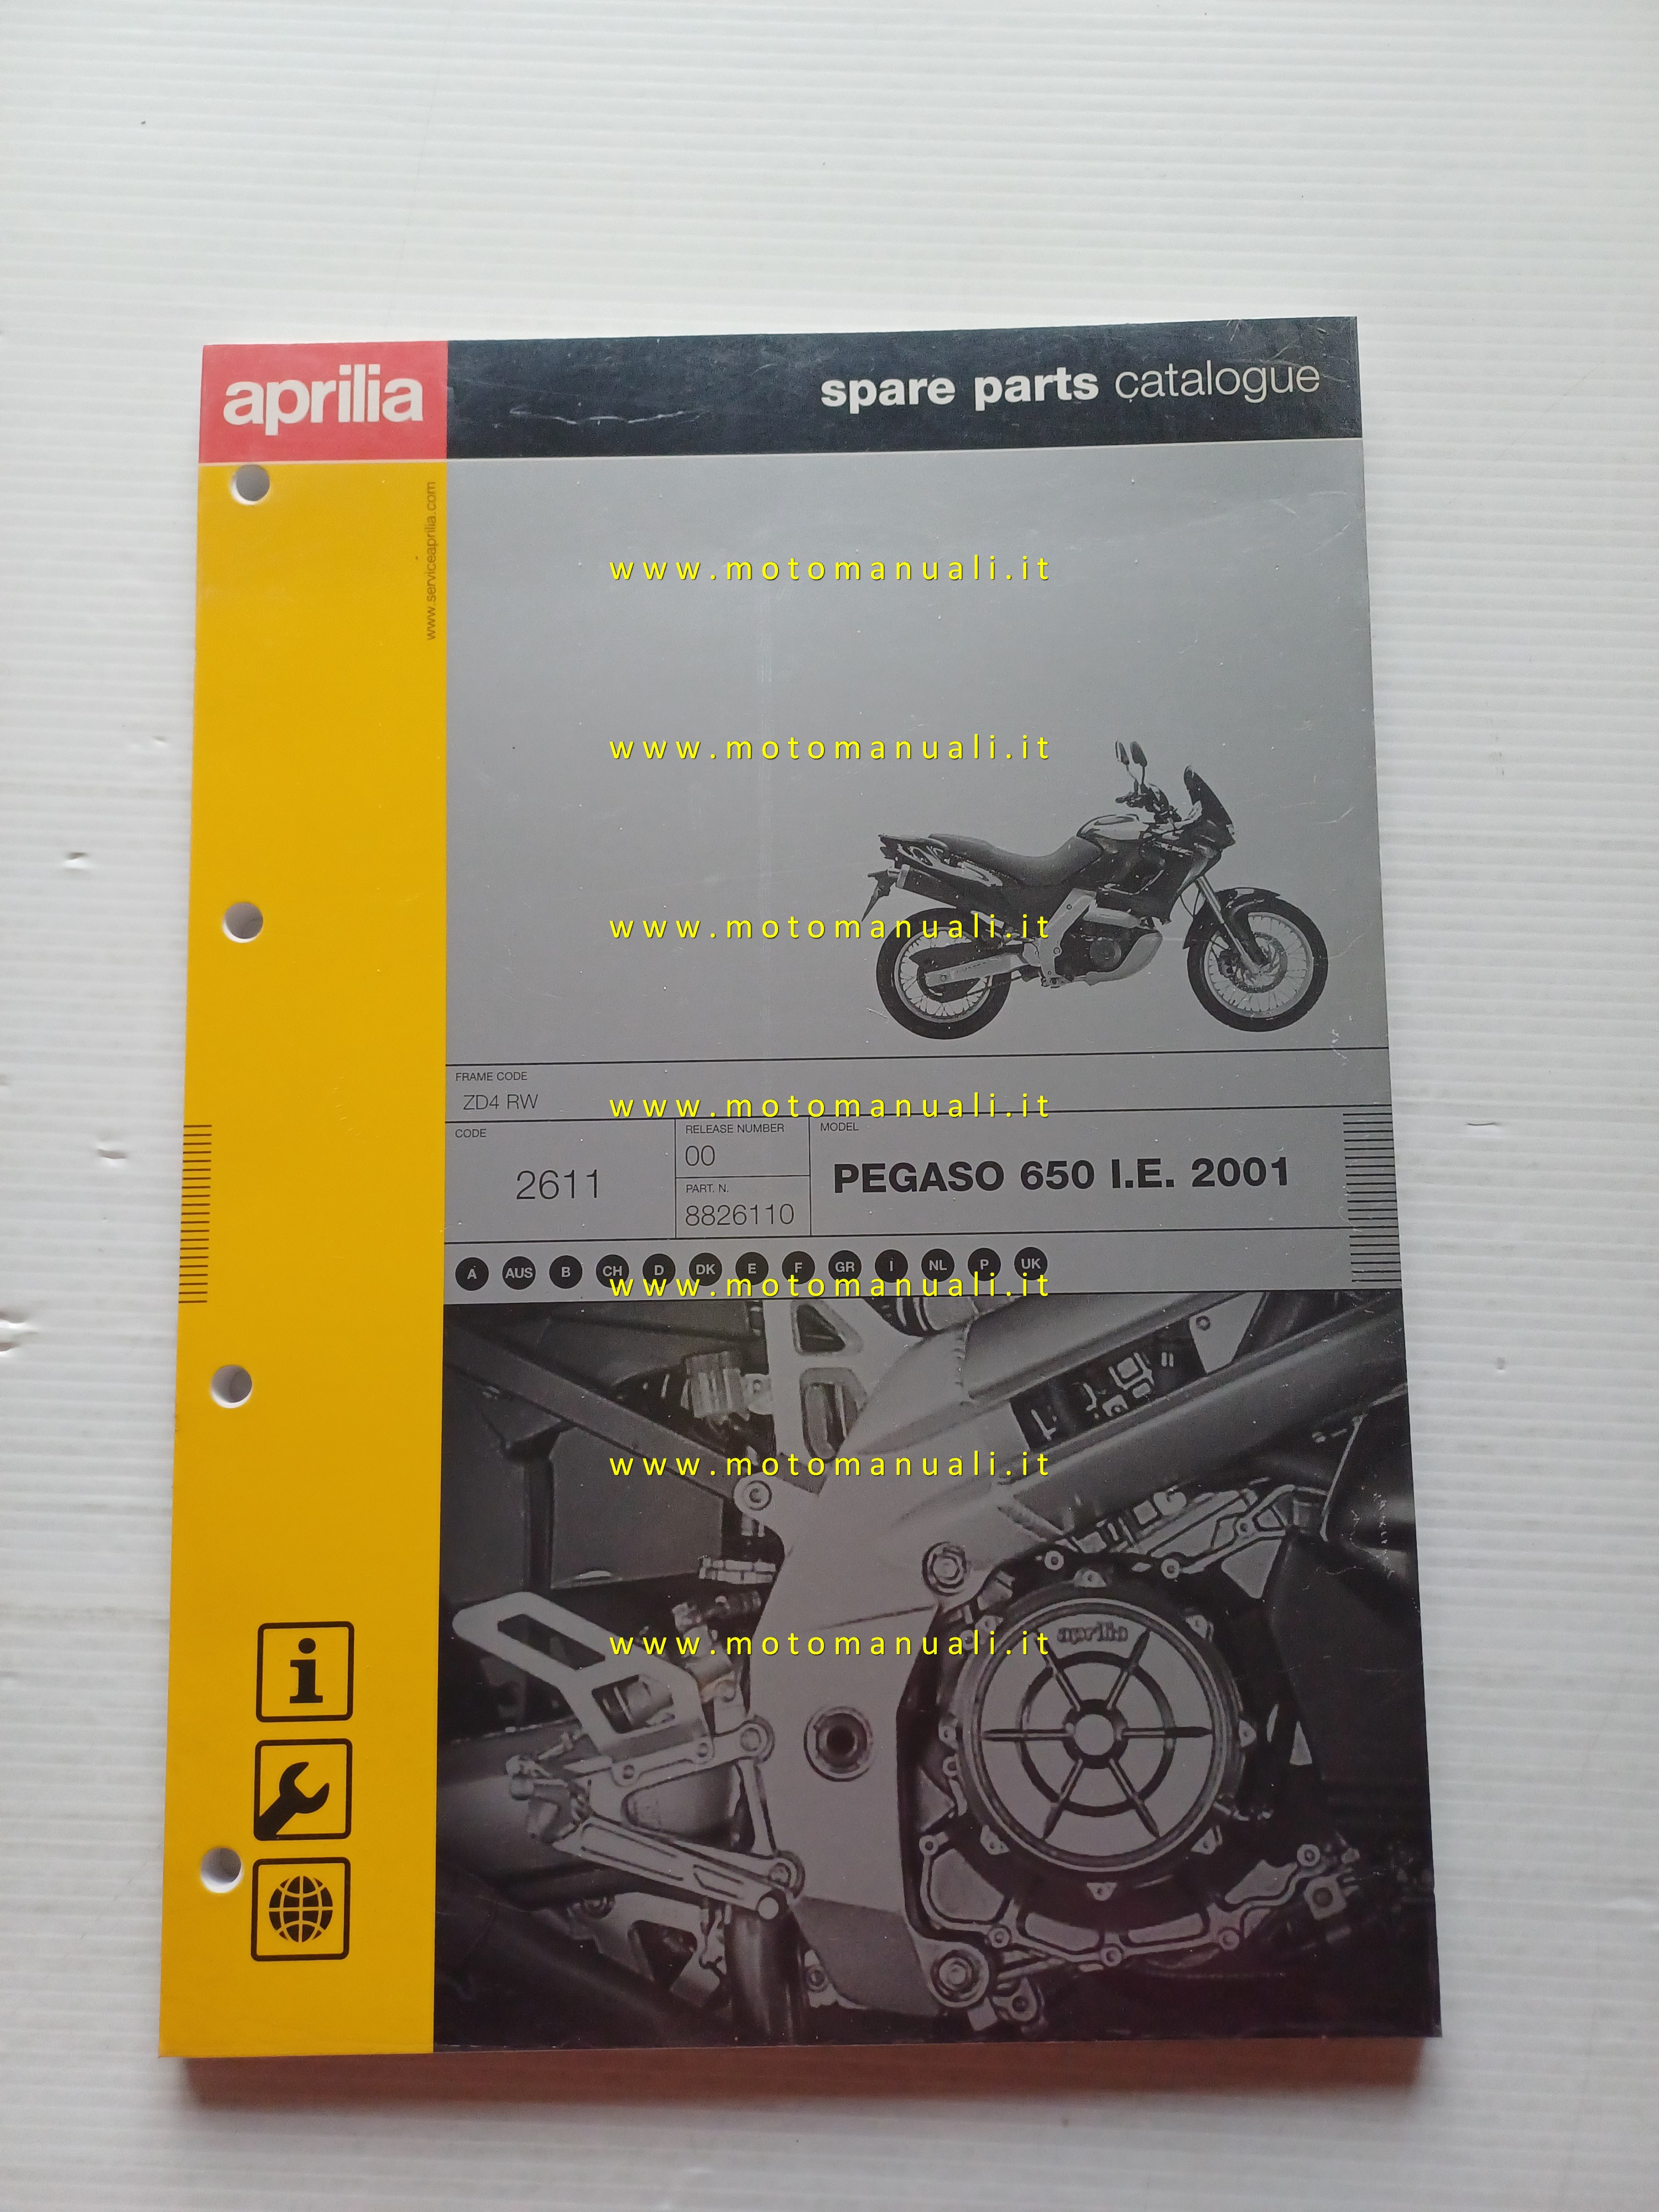 aprilia
spare parts catalogue
www.serviceaprilia.com
www.motomanuali.it
www.motomanuali.it
www.motomanuali.it
FRAME CODE
ZD4 RW
www.motomanuali.it
CODE
2611
RELEASE NUMBER
00
PART. N.
8826110
MODEL
PEGASO 650 I.E. 2001
A AUS B CH D DK E F GR I NL P UK
www.motomanuali.it
www.motomanuali.it
aprilia
www.motomanuali.it
i